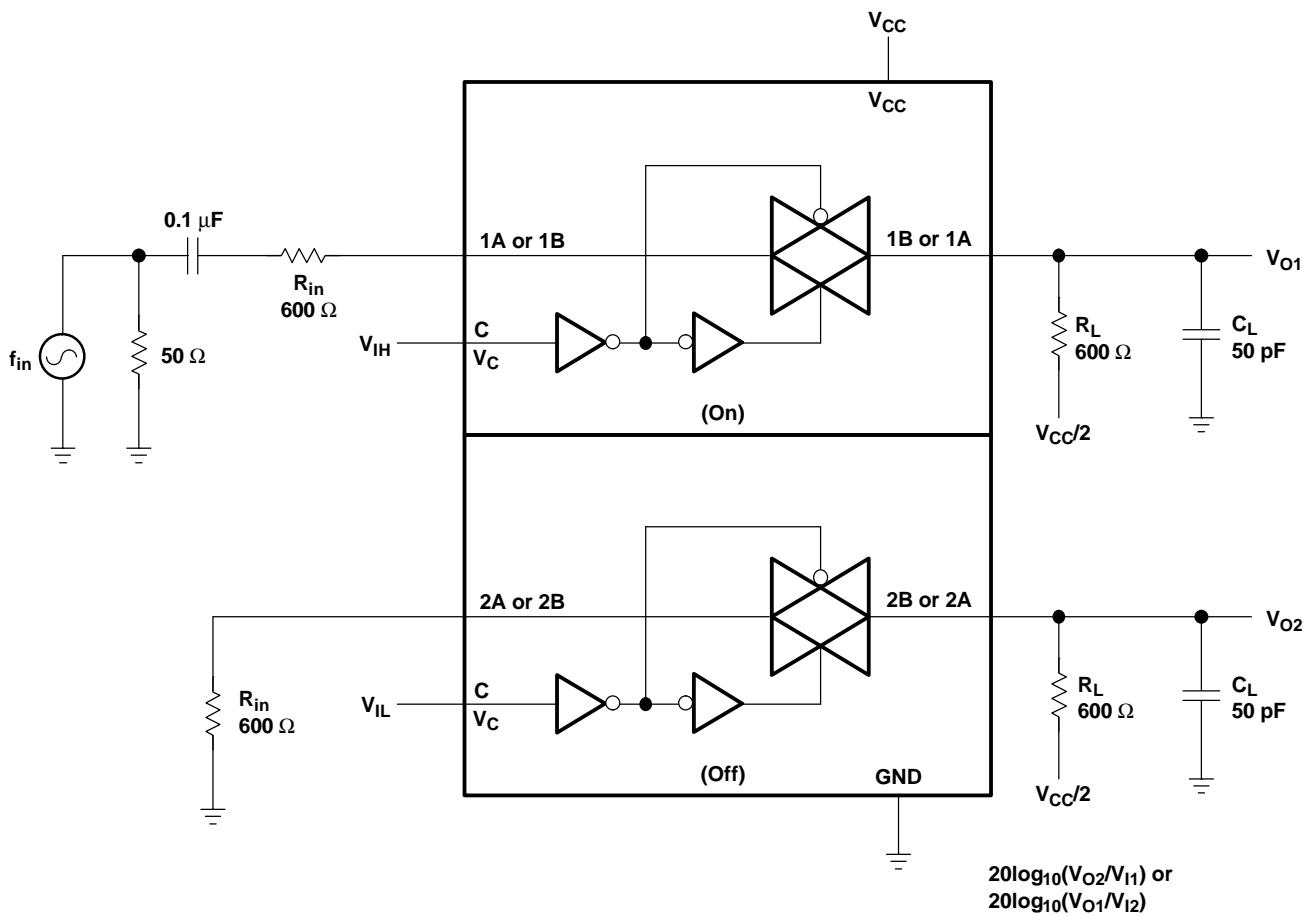 VCC
VCC
0.1 μF
1A or 1B
1B or 1A
VO1
Rin
600 Ω
fin
50 Ω
VIH
C
VC
RL
600 Ω
CL
50 pF
(On)
VCC/2
2A or 2B
2B or 2A
VO2
Rin
600 Ω
VIL
C
VC
RL
600 Ω
CL
50 pF
(Off)
GND
VCC/2
20log10(VO2/VI1) or
20log10(VO1/VI2)